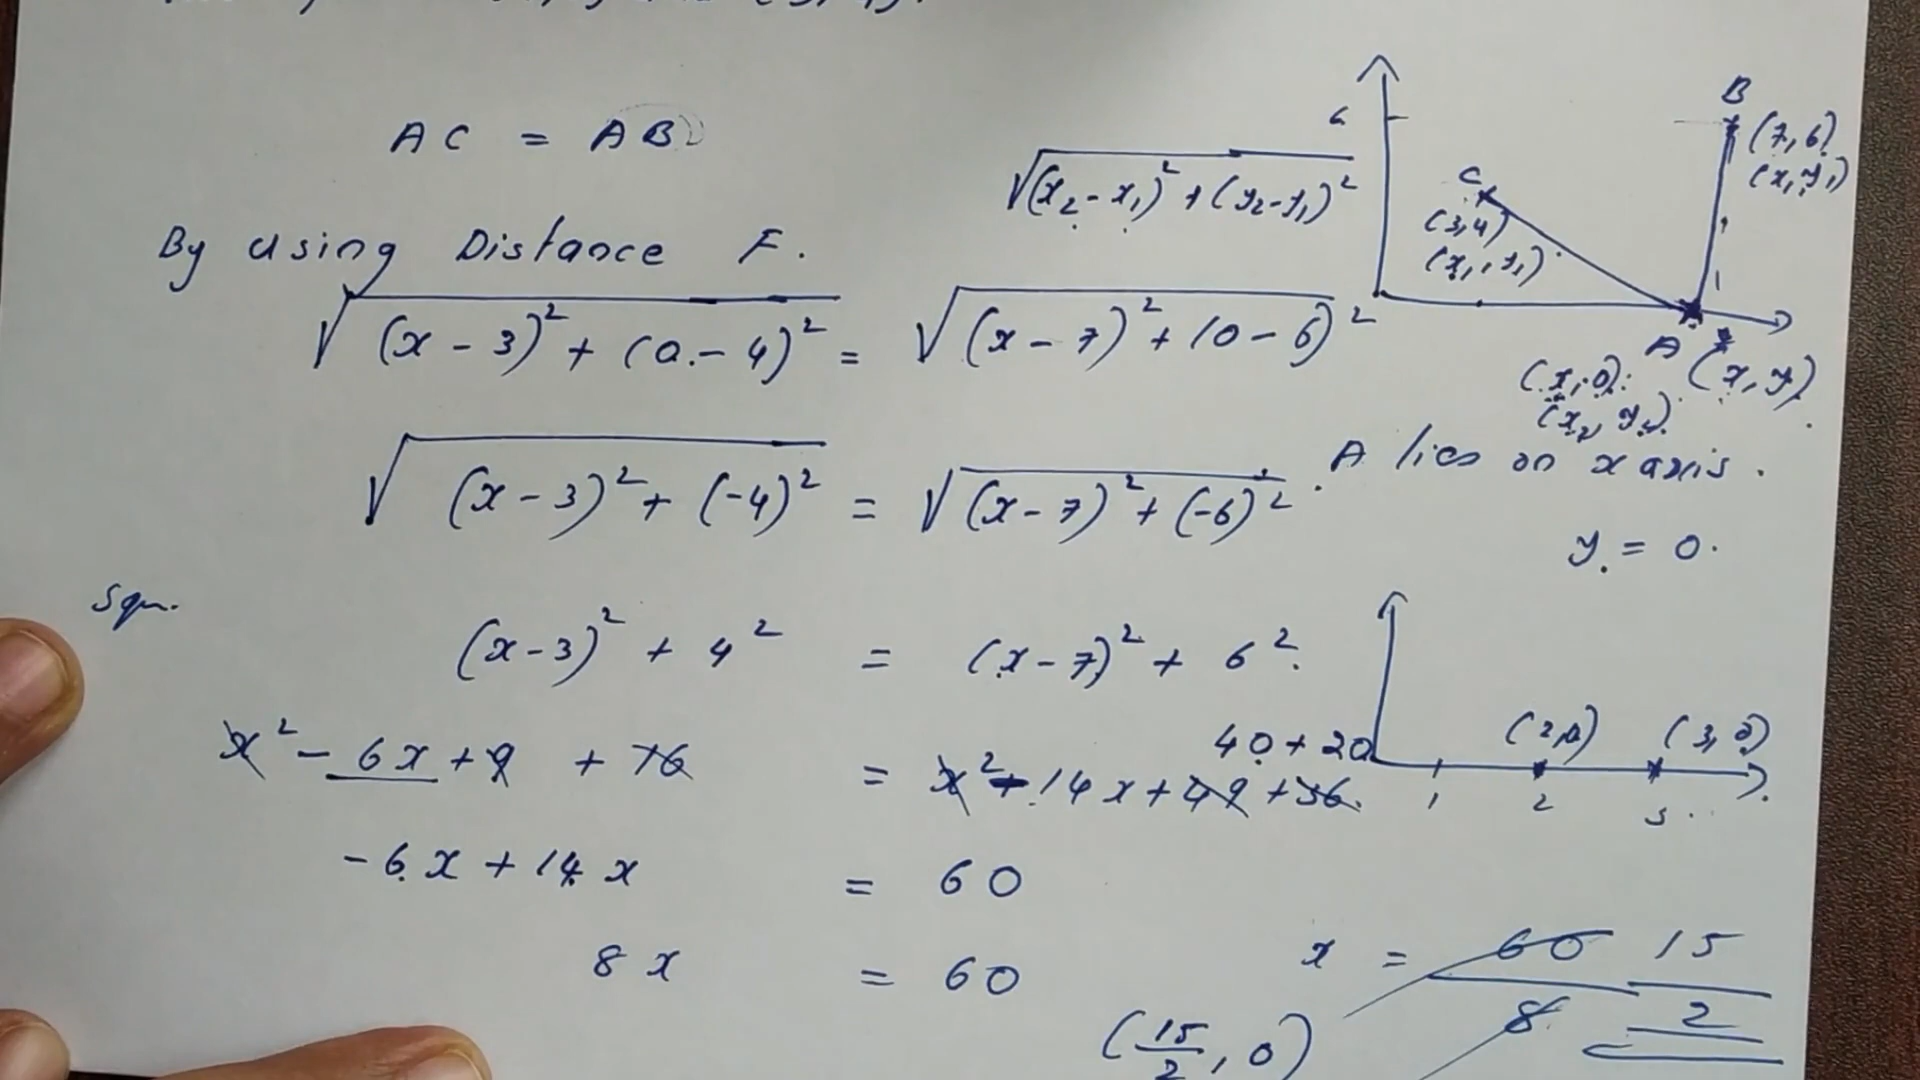 AC = AB
By using Distance F.
√(x₂-x₁)² + (y₂-y₁)²
√(x - 3)² + (0 - 4)² = √(x - 7)² + (0 - 6)²
√(x - 3)² + (-4)² = √(x - 7)² + (-6)²
Squ.
(x-3)² + 4² = (x-7)² + 6².
40+20
x² - 6x + 9 + 16 = x² - 14x + 49 + 36.
-6x + 14x = 60
8x = 60
x = 60/8 15/2
(15/2, 0)
6
B
(7, 6)
(x₁, y₁)
C
(3,4)
(x₁, y₁)
A
(x, 0) (x, y)
(x₂, y₂)
A lies on x axis.
y = 0.
(2,0) (3, 0)
1 2 3